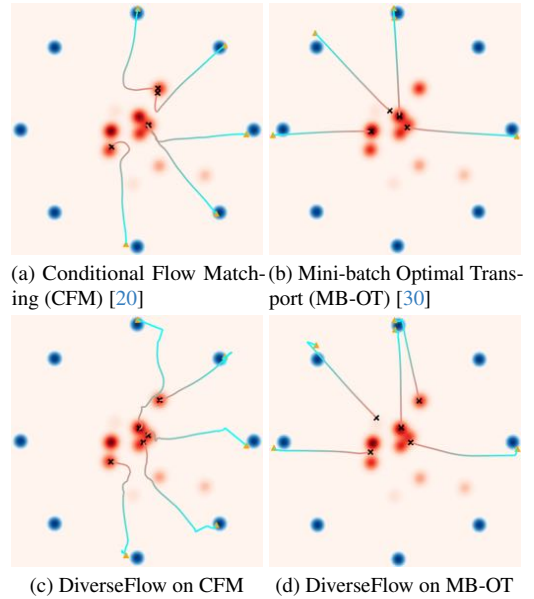 (a) Conditional Flow Match-
ing (CFM) [20]
(b) Mini-batch Optimal Trans-
port (MB-OT) [30]
(c) DiverseFlow on CFM
(d) DiverseFlow on MB-OT